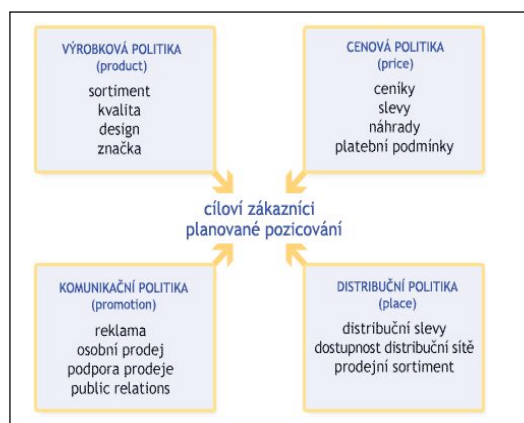 VÝROBKOVÁ POLITIKA
(product)
sortiment
kvalita
design
značka
CENOVÁ POLITIKA
(price)
ceníky
slevy
náhrady
platební podmínky
cíloví zákazníci
planované pozicování
KOMUNIKAČNÍ POLITIKA
(promotion)
reklama
osobní prodej
podpora prodeje
public relations
DISTRIBUČNÍ POLITIKA
(place)
distribuční slevy
dostupnost distribuční sítě
prodejní sortiment